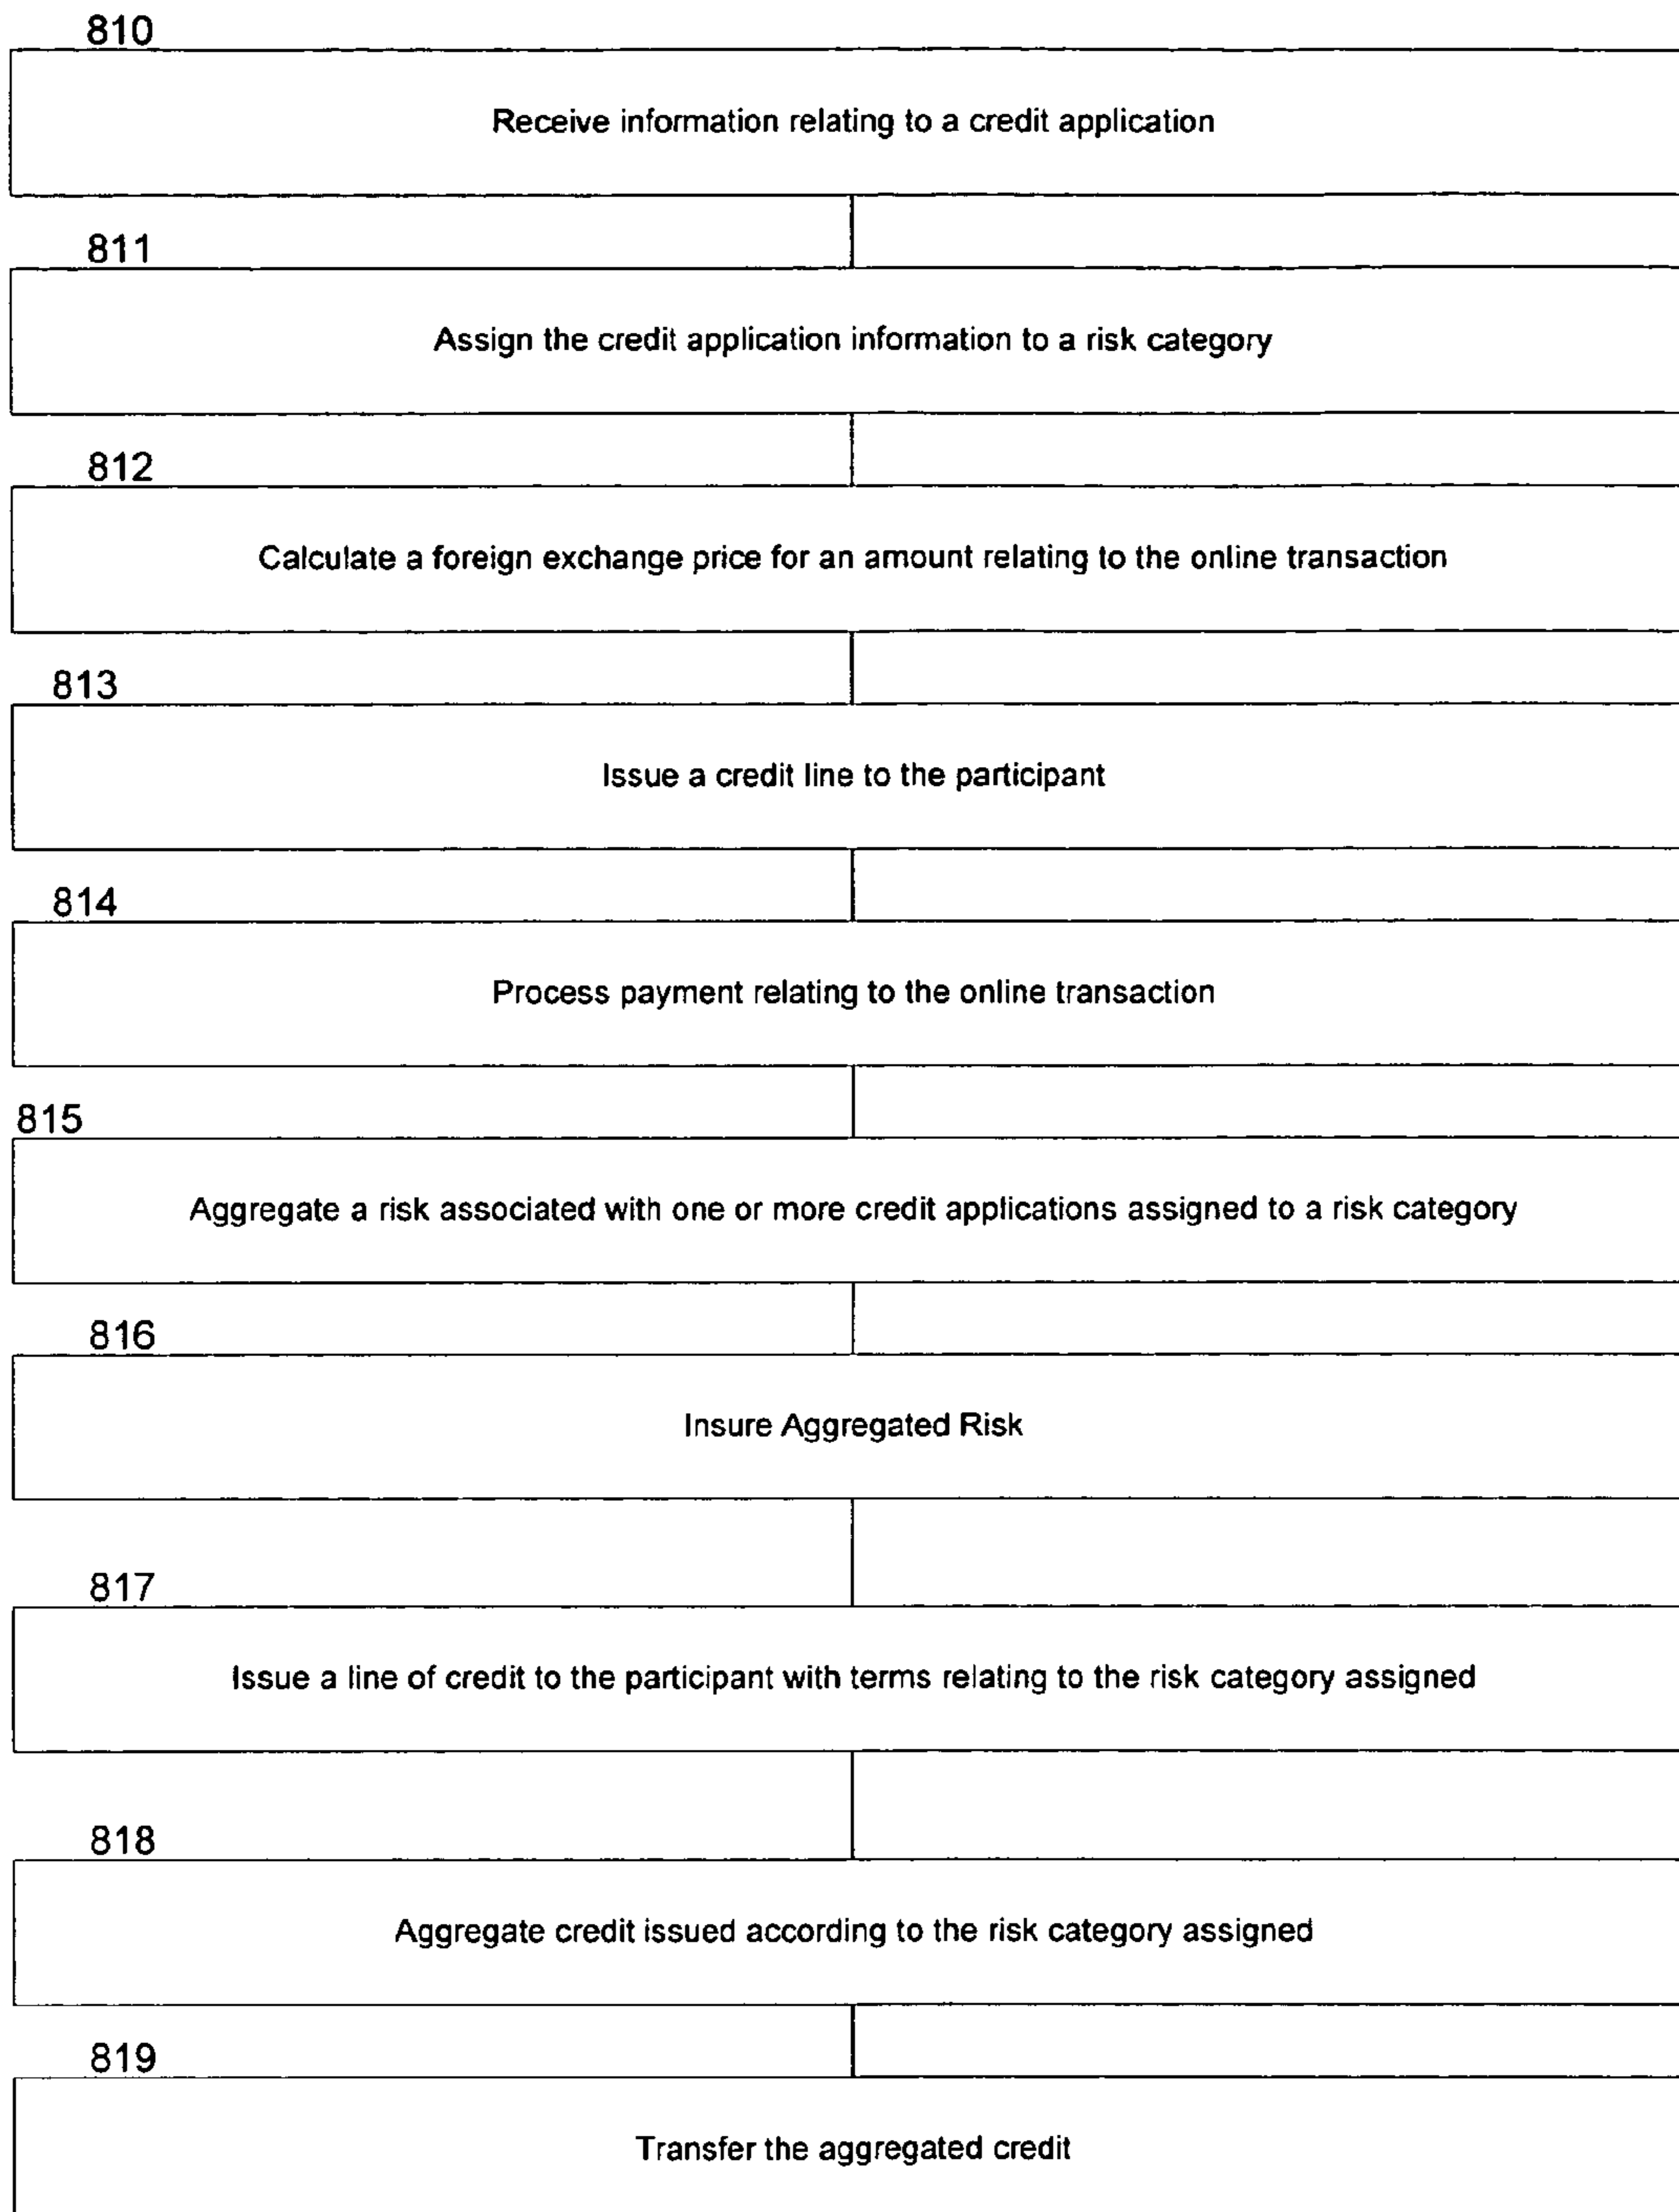 810
Receive information relating to a credit application
811
Assign the credit application information to a risk category
812
Calculate a foreign exchange price for an amount relating to the online transaction
813
Issue a credit line to the participant
814
Process payment relating to the online transaction
815
Aggregate a risk associated with one or more credit applications assigned to a risk category
816
Insure Aggregated Risk
817
Issue a line of credit to the participant with terms relating to the risk category assigned
818
Aggregate credit issued according to the risk category assigned
819
Transfer the aggregated credit